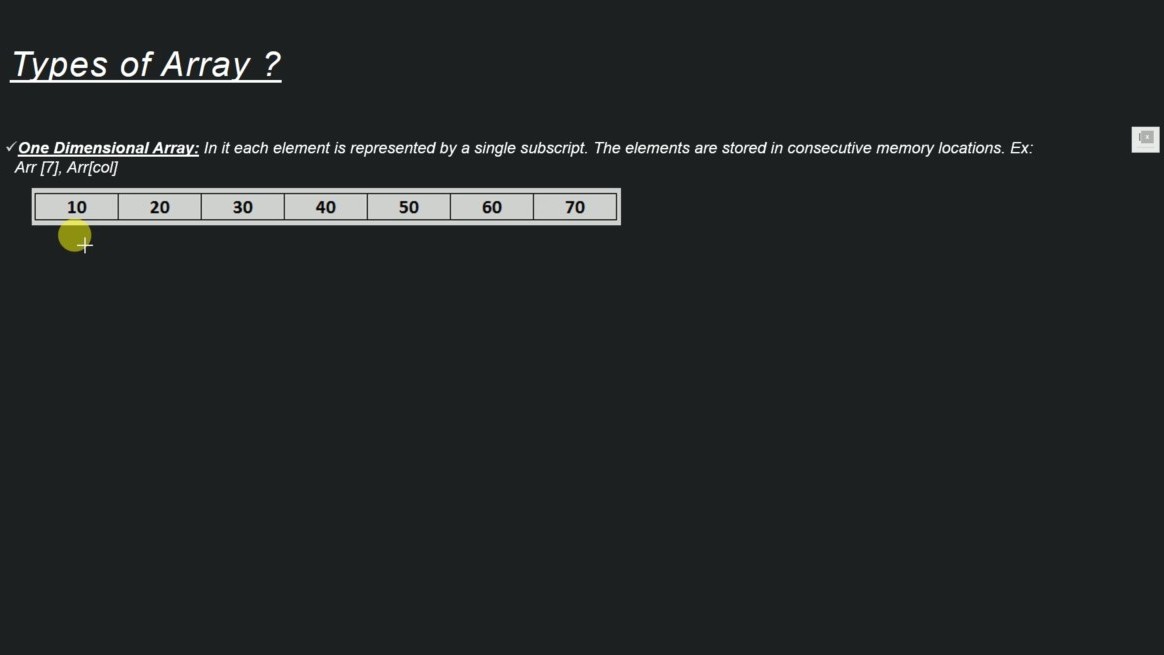 Types of Array ?
✓One Dimensional Array: In it each element is represented by a single subscript. The elements are stored in consecutive memory locations. Ex:
Arr [7], Arr[col]
10 20 30 40 50 60 70